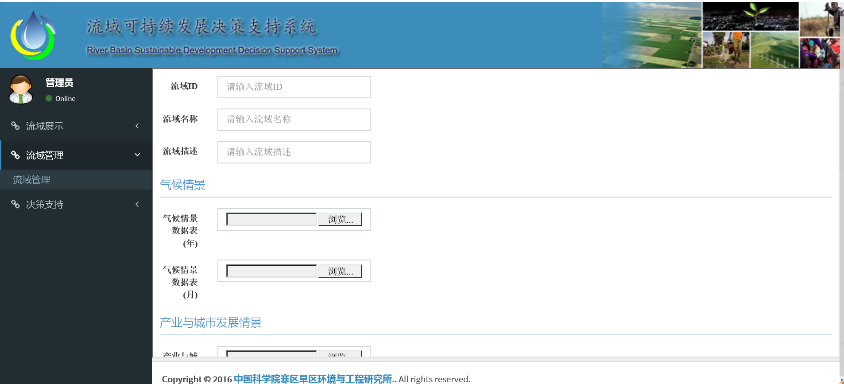 流域可持续发展决策支持系统
River Basin Sustainable Development Decision Support System
管理员
Online
流域展示
流域管理
流域管理
决策支持
流域ID 请输入流域ID
流域名称 请输入流域名称
流域描述 请输入流域描述
气候情景
气候情景
数据表
(年)
浏览...
气候情景
数据表
(月)
浏览...
产业与城市发展情景
产业与城
Copyright © 2016 中国科学院寒区旱区环境与工程研究所.. All rights reserved.